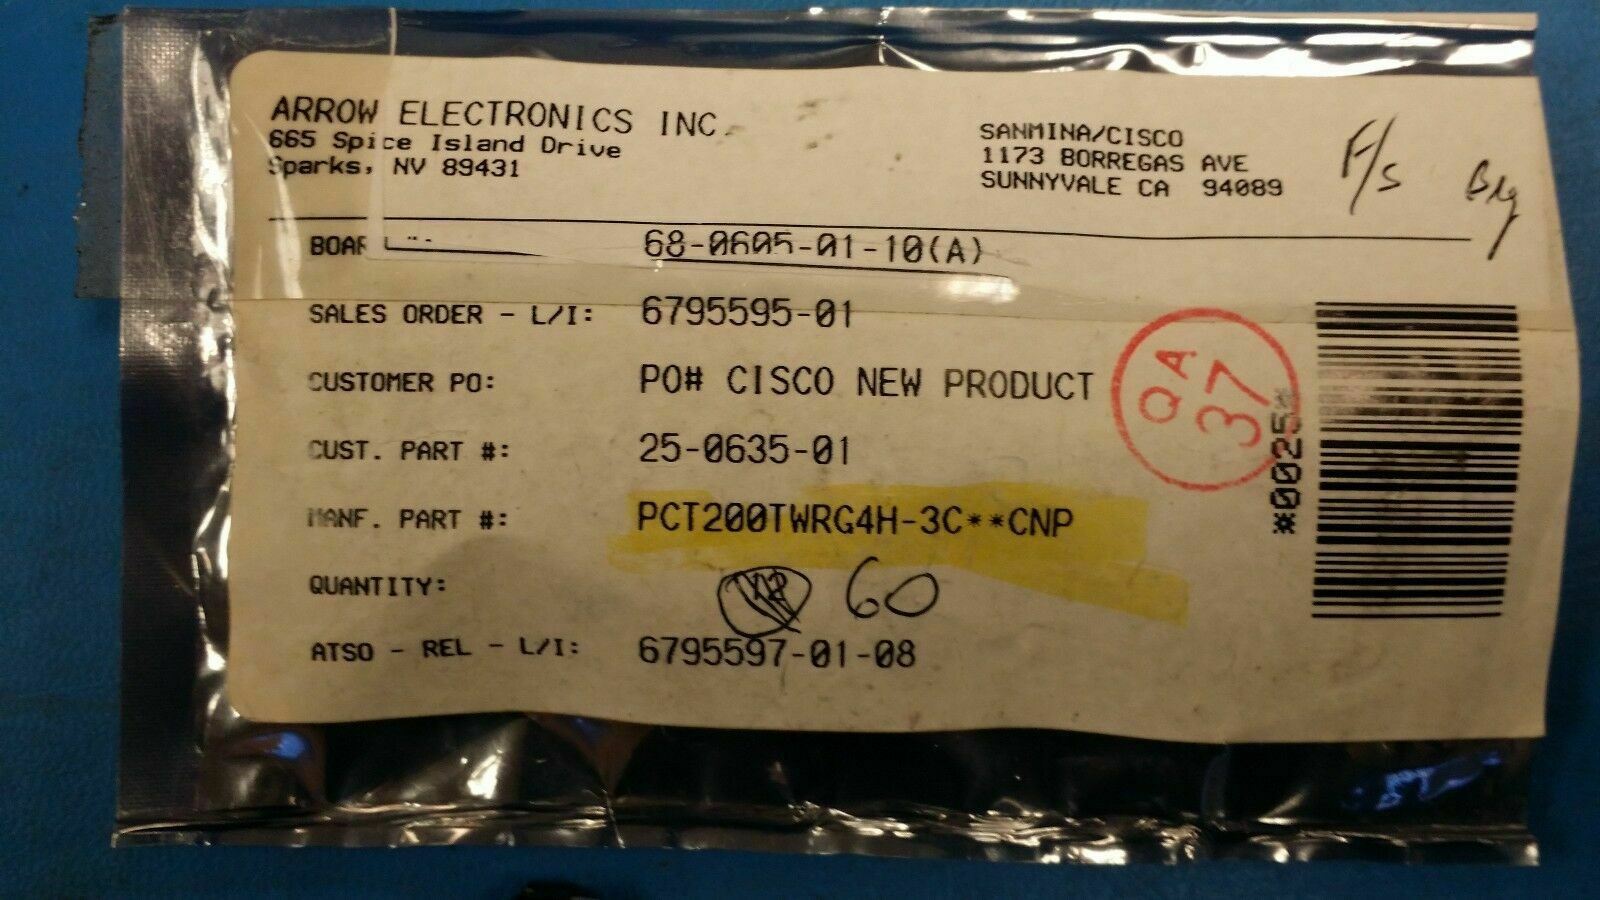 ARROW ELECTRONICS INC.
665 Spice Island Drive
Sparks, NV 89431
SANMINA/CISCO
1173 BORREGAS AVE
SUNNYVALE CA 94089
F/S
68-0605-01-10(A)
SALES ORDER - L/I: 6795595-01
CUSTOMER PO: PO# CISCO NEW PRODUCT
CUST. PART #: 25-0635-01
MANF. PART #: PCT200TWRG4H-3C**CNP
QUANTITY: 60
ATSO - REL - L/I: 6795597-01-08
QA
37
*0025*